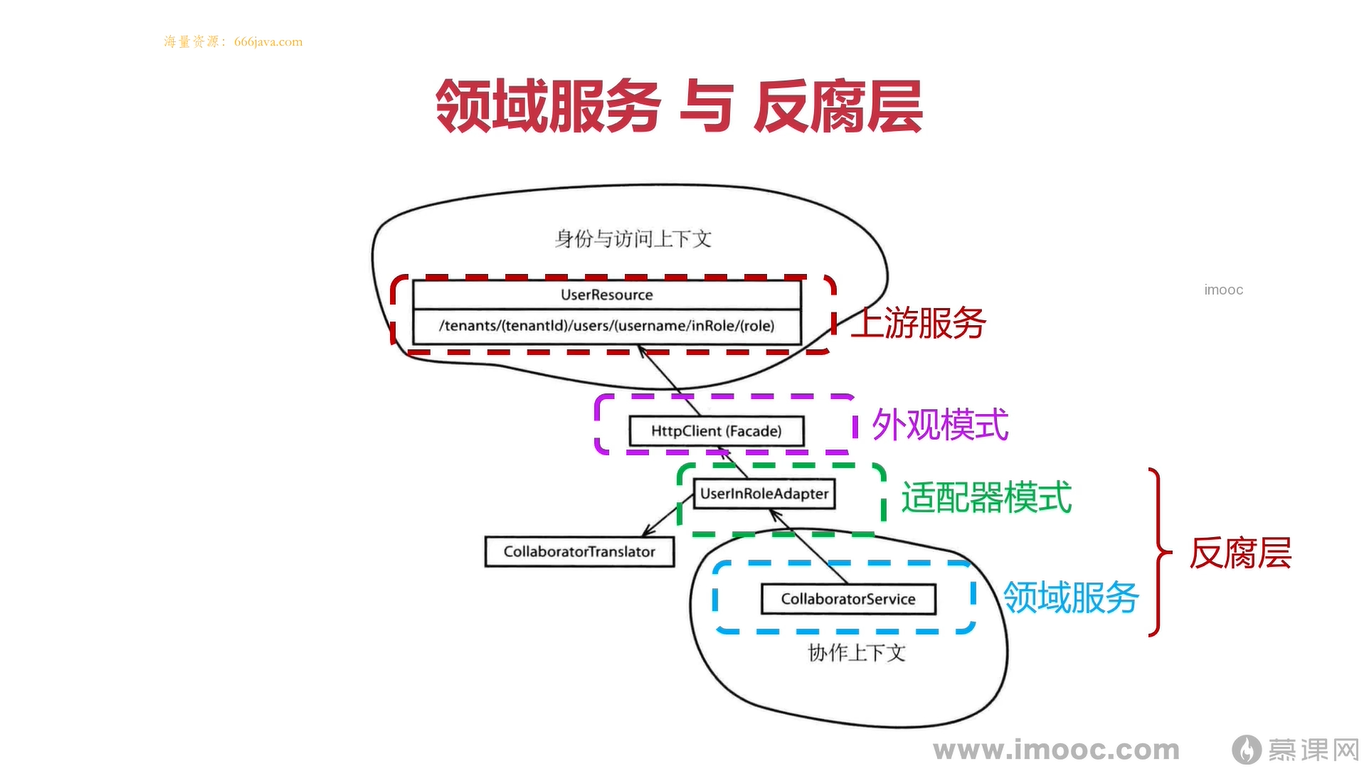 海量资源：666java.com
领域服务 与 反腐层
身份与访问上下文
UserResource
/tenants/(tenantId)/users/(username/inRole/(role)
上游服务
imooc
HttpClient (Facade)
外观模式
UserInRoleAdapter
适配器模式
CollaboratorTranslator
反腐层
CollaboratorService
领域服务
协作上下文
www.imooc.com
慕课网